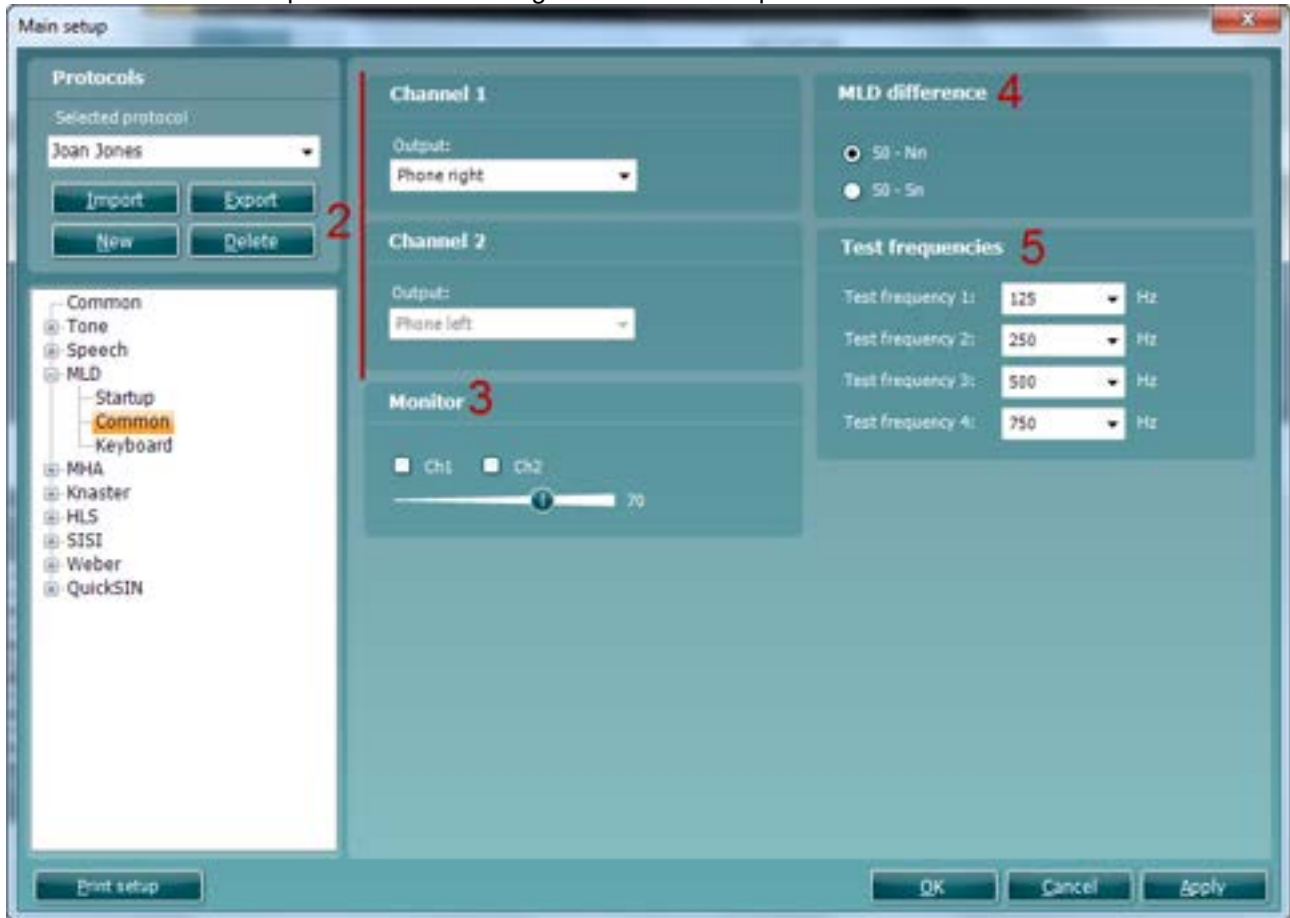 Main setup
Protocols
Selected protocol
Joan Jones
Import Export
New Delete
2
Common
Tone
Speech
MLD
Startup
Common
Keyboard
MHA
Knaster
HLS
SISI
Weber
QuickSIN
Print setup
Channel 1
Output:
Phone right
Channel 2
Output:
Phone left
Monitor 3
Ch1 Ch2
70
MLD difference 4
S0 - Nn
S0 - Sn
Test frequencies 5
Test frequency 1: 125 Hz
Test frequency 2: 250 Hz
Test frequency 3: 500 Hz
Test frequency 4: 750 Hz
OK Cancel Apply